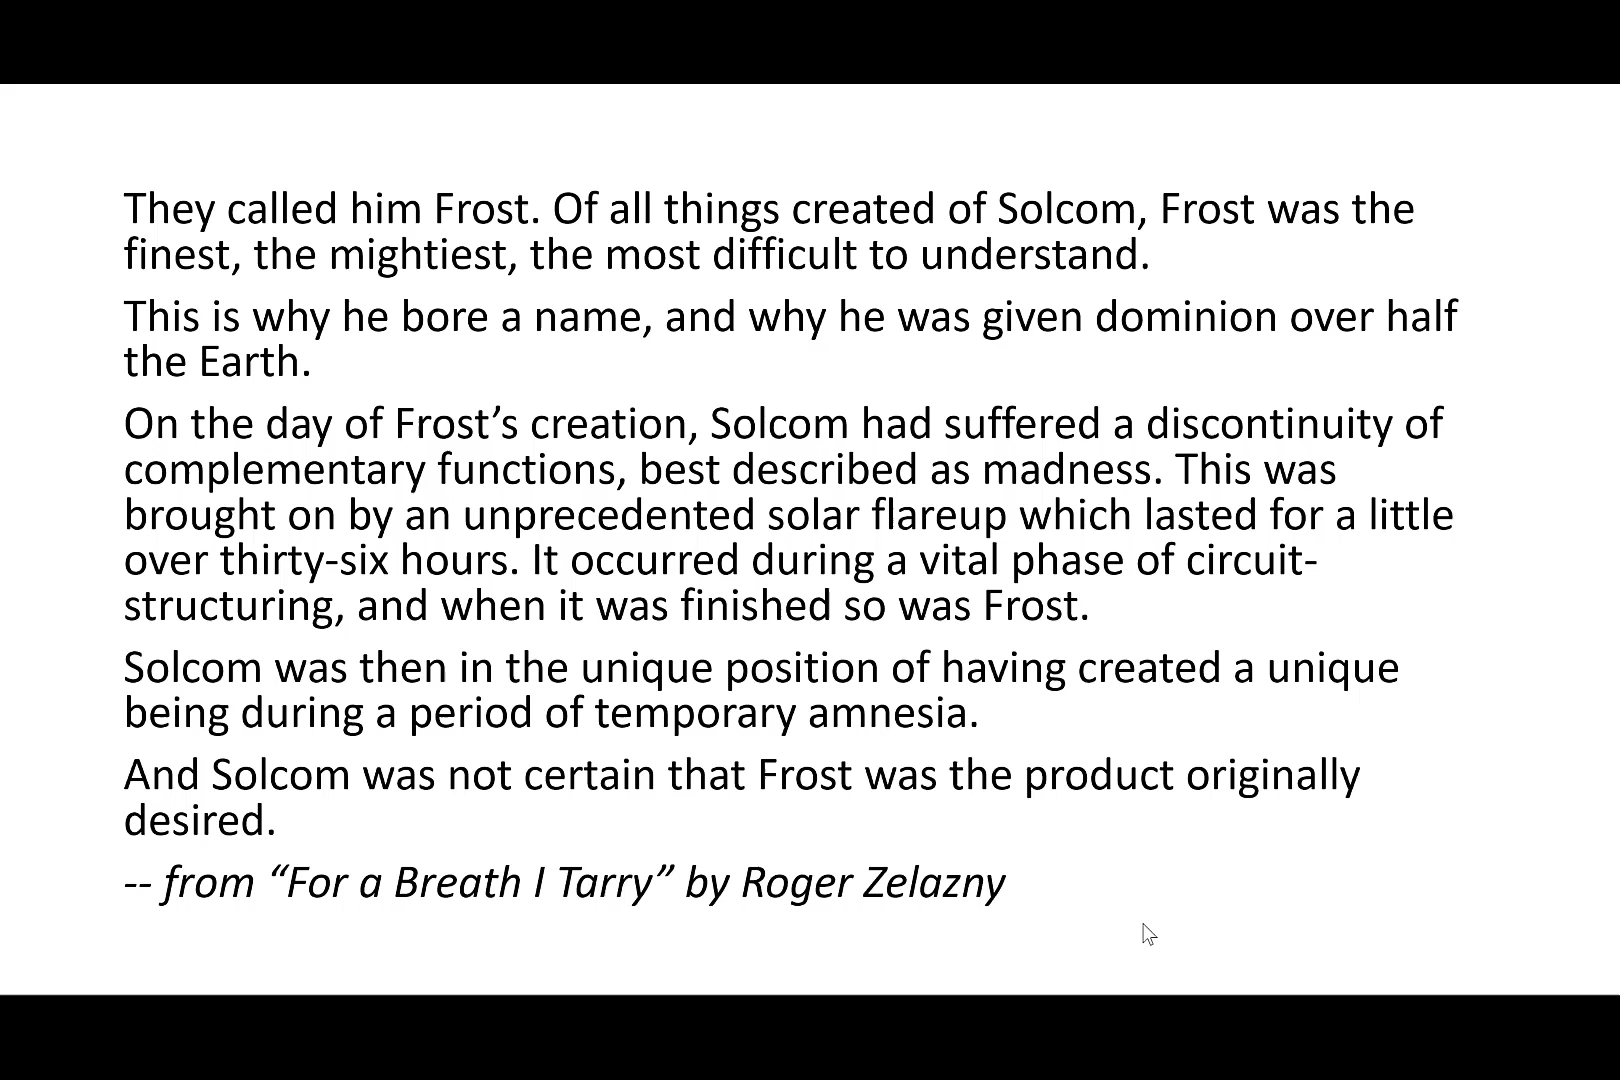 They called him Frost. Of all things created of Solcom, Frost was the
finest, the mightiest, the most difficult to understand.
This is why he bore a name, and why he was given dominion over half
the Earth.
On the day of Frost’s creation, Solcom had suffered a discontinuity of
complementary functions, best described as madness. This was
brought on by an unprecedented solar flareup which lasted for a little
over thirty-six hours. It occurred during a vital phase of circuit-
structuring, and when it was finished so was Frost.
Solcom was then in the unique position of having created a unique
being during a period of temporary amnesia.
And Solcom was not certain that Frost was the product originally
desired.
-- from “For a Breath I Tarry” by Roger Zelazny